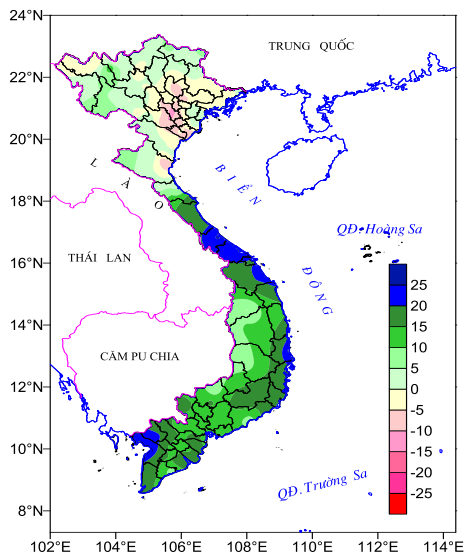 24°N
TRUNG QUỐC
22°N
20°N
LÀO
BIỂN
18°N
QĐ.Hoàng Sa
THÁI LAN
16°N
ĐÔNG
25
20
15
10
5
0
-5
-10
-15
-20
-25
14°N
CĂM PU CHIA
12°N
10°N
QĐ.Trường Sa
8°N
102°E 104°E 106°E 108°E 110°E 112°E 114°E